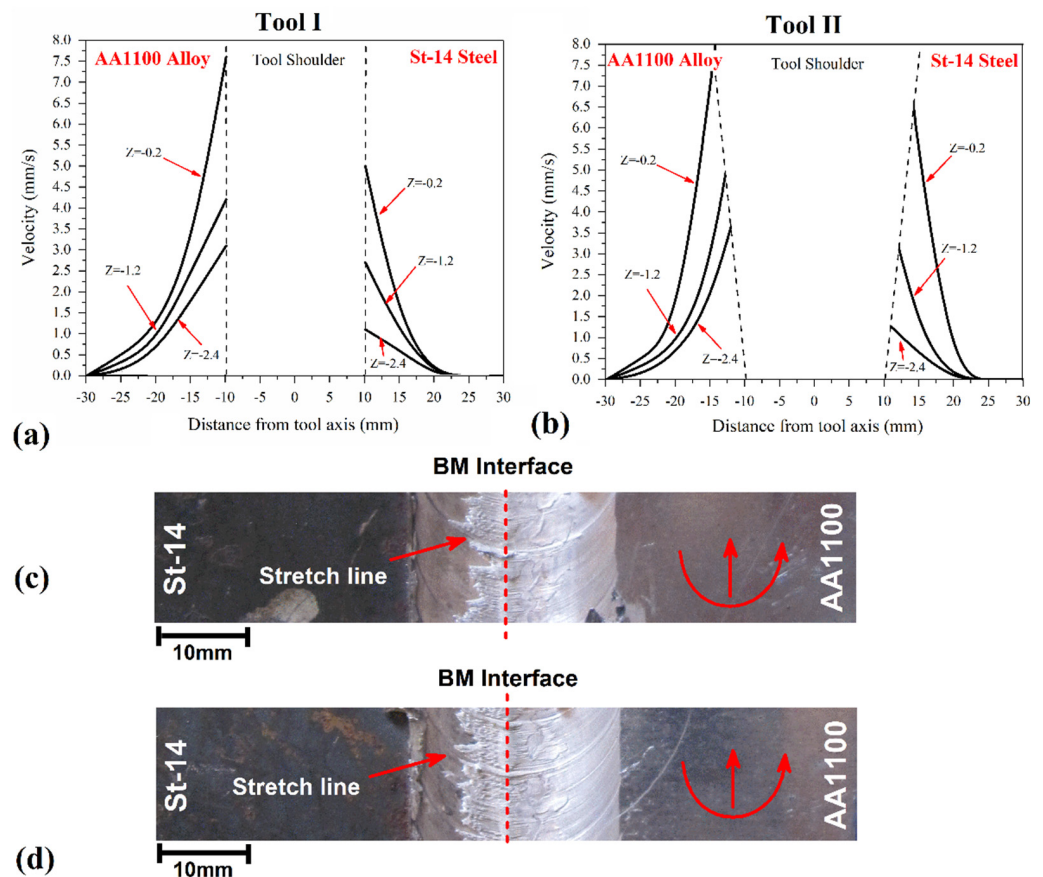 Tool I
AA1100 Alloy
Tool Shoulder
St-14 Steel
8.0
7.5
7.0
6.5
6.0
5.5
5.0
4.5
4.0
3.5
3.0
2.5
2.0
1.5
1.0
0.5
0.0
Velocity (mm/s)
Z=-0.2
Z=-1.2
Z=-2.4
Z=-0.2
Z=-1.2
Z=-2.4
-30 -25 -20 -15 -10 -5 0 5 10 15 20 25 30
Distance from tool axis (mm)
(a)
Tool II
AA1100 Alloy
Tool Shoulder
St-14 Steel
8.0
7.5
7.0
6.5
6.0
5.5
5.0
4.5
4.0
3.5
3.0
2.5
2.0
1.5
1.0
0.5
0.0
Velocity (mm/s)
Z=-0.2
Z=-1.2
Z=-2.4
Z=-0.2
Z=-1.2
Z=-2.4
-30 -25 -20 -15 -10 -5 0 5 10 15 20 25 30
Distance from tool axis (mm)
(b)
BM Interface
(c)
St-14
Stretch line
AA1100
10mm
BM Interface
St-14
Stretch line
AA1100
(d)
10mm